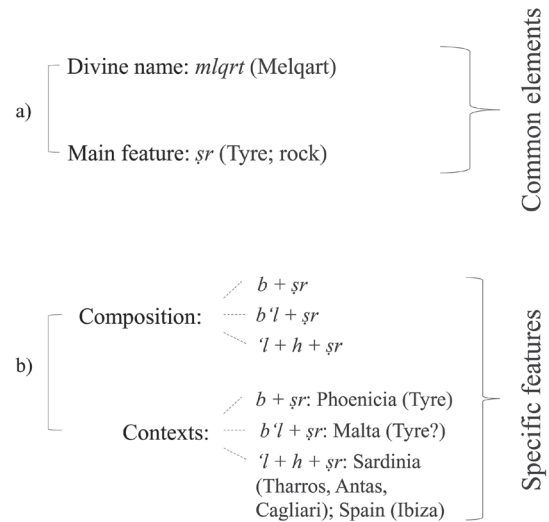 a)
Divine name: mlqrt (Melqart)
Main feature: ṣr (Tyre; rock)
Common elements
b)
Composition:
b + ṣr
b‘l + ṣr
‘l + h + ṣr
Contexts:
b + ṣr: Phoenicia (Tyre)
b‘l + ṣr: Malta (Tyre?)
‘l + h + ṣr: Sardinia
(Tharros, Antas,
Cagliari); Spain (Ibiza)
Specific features